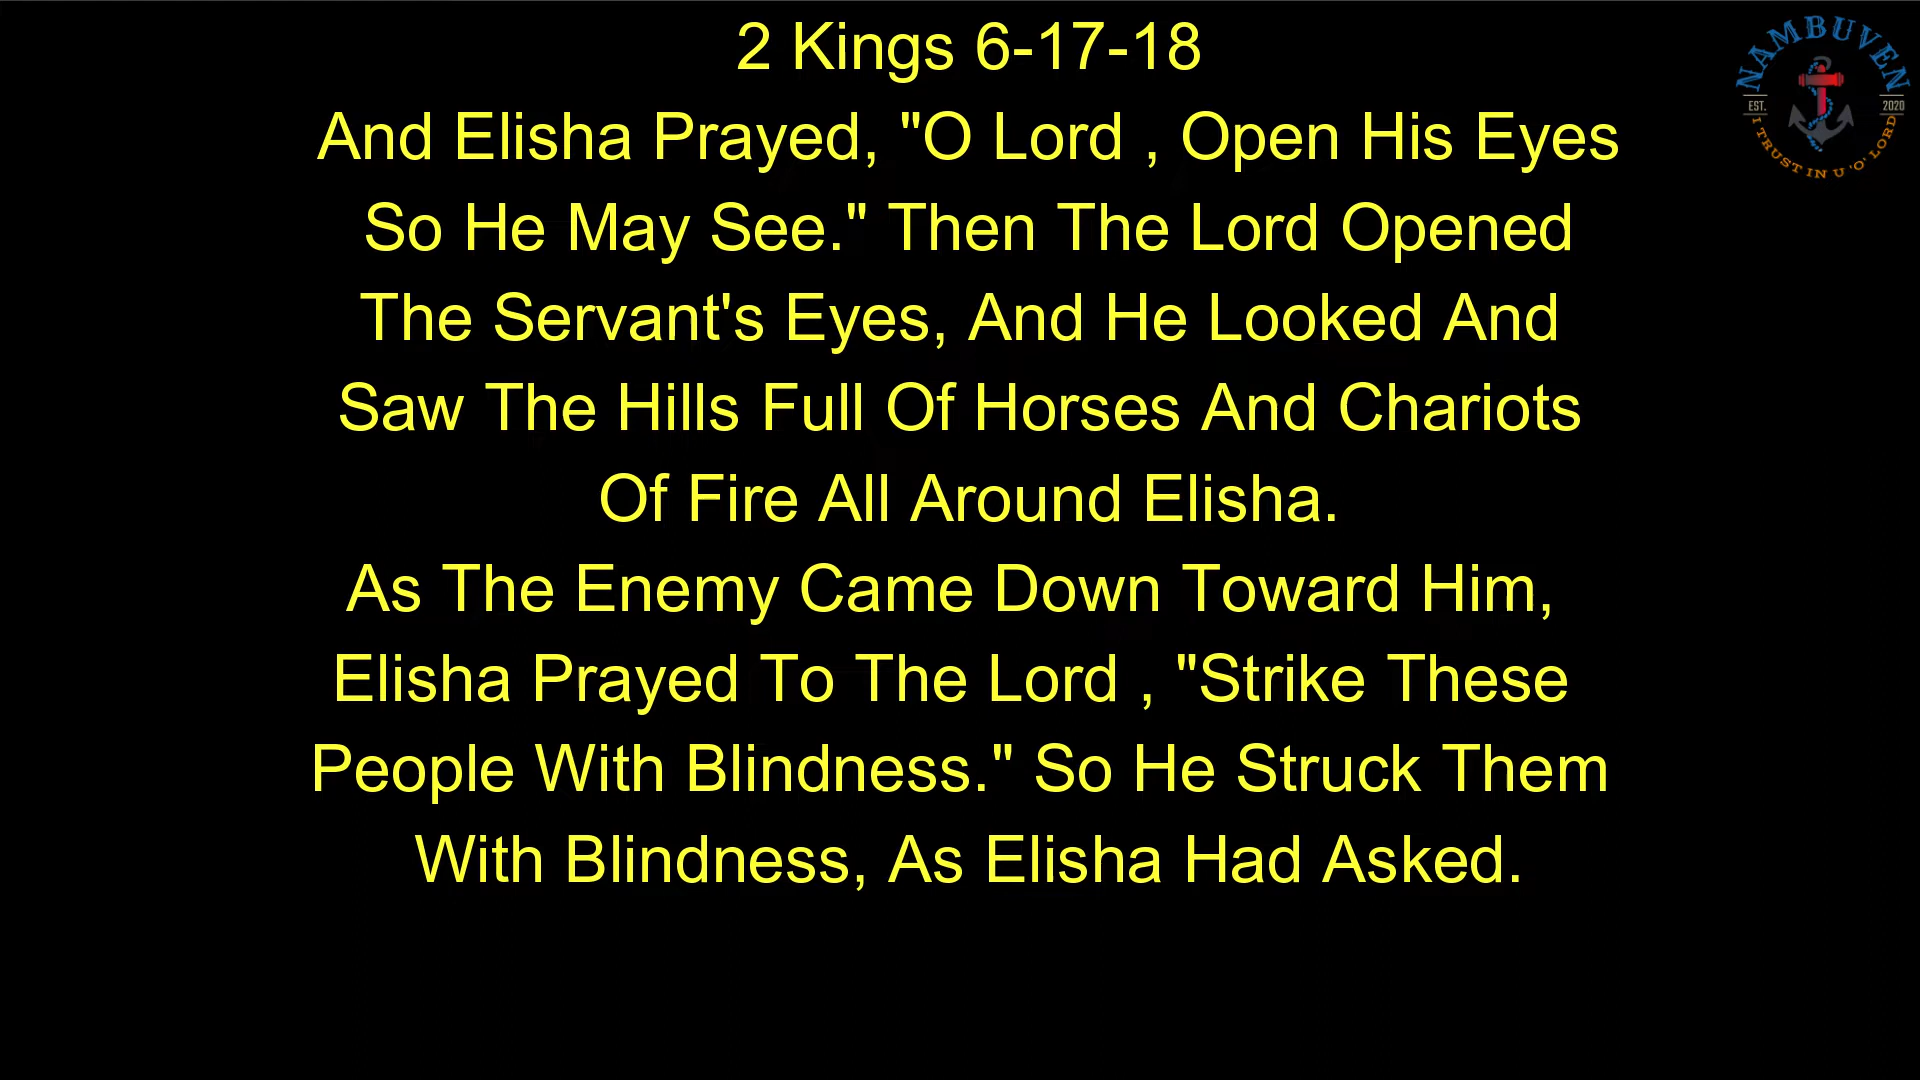 2 Kings 6-17-18
And Elisha Prayed, "O Lord , Open His Eyes
So He May See." Then The Lord Opened
The Servant's Eyes, And He Looked And
Saw The Hills Full Of Horses And Chariots
Of Fire All Around Elisha.
As The Enemy Came Down Toward Him,
Elisha Prayed To The Lord , "Strike These
People With Blindness." So He Struck Them
With Blindness, As Elisha Had Asked.
NAMBUVEN
EST. 2020
I TRUST IN U 'O' LORD